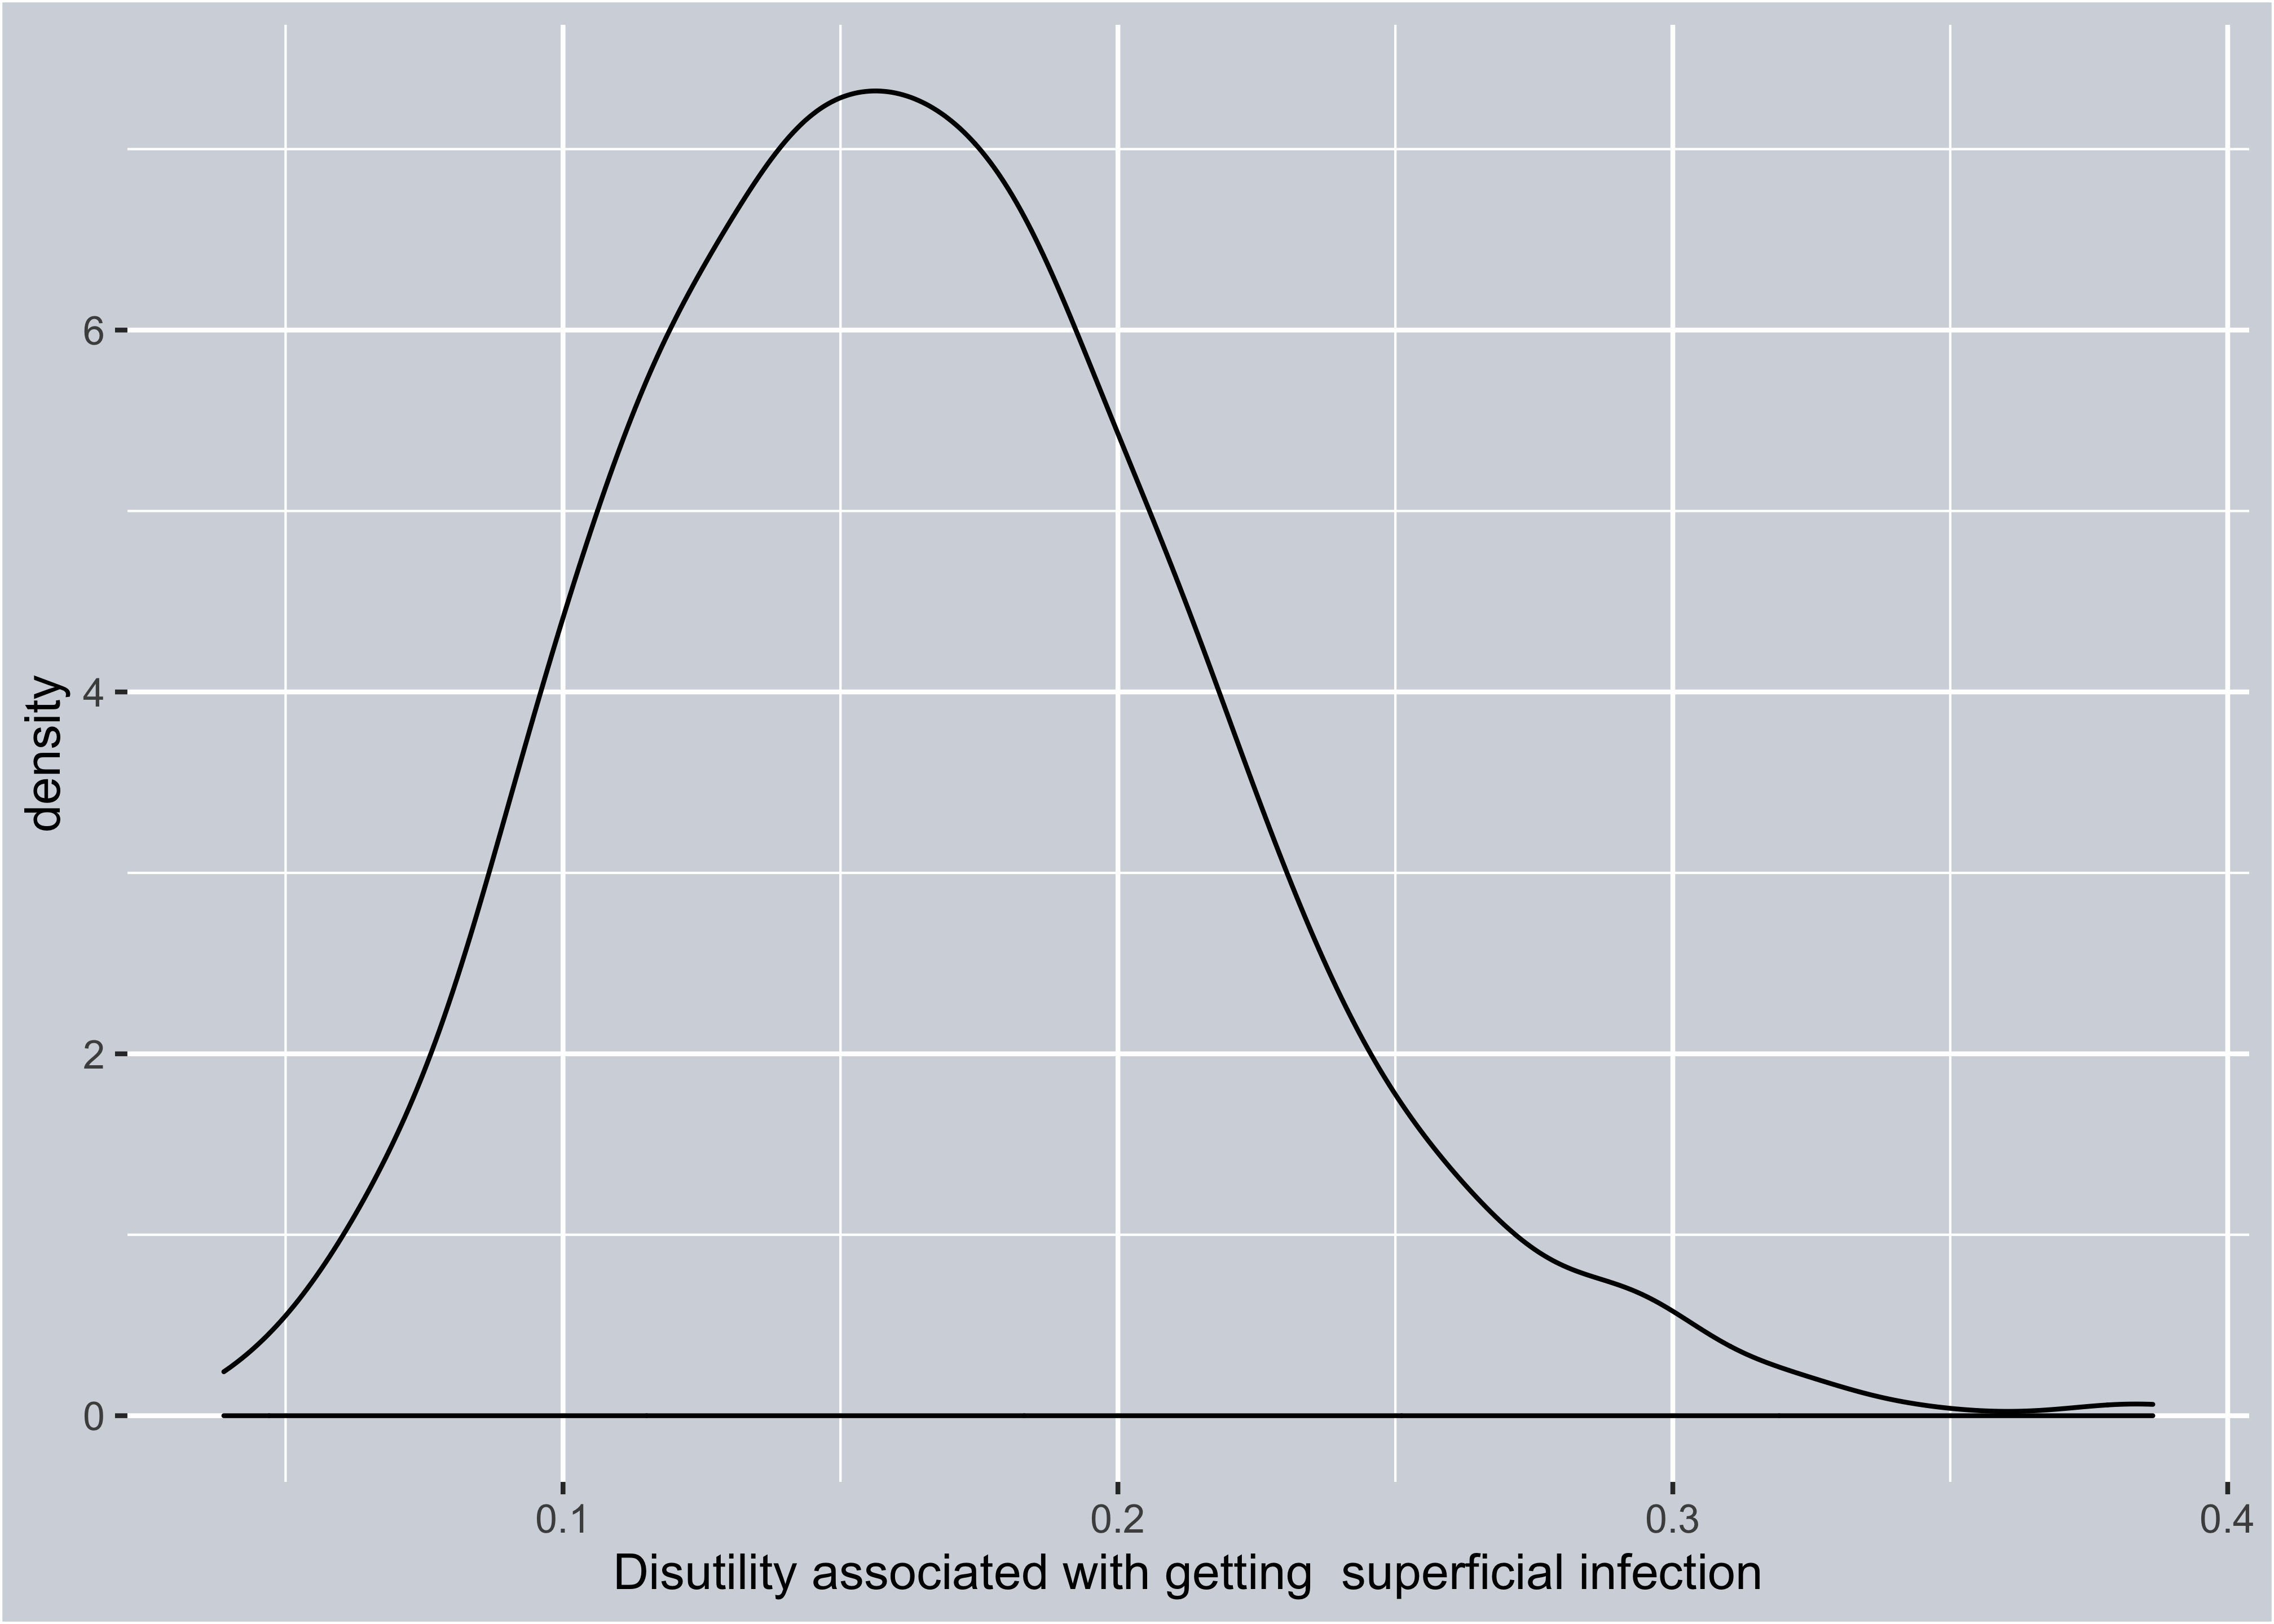 density
6
4
2
0
0.1 0.2 0.3 0.4
Disutility associated with getting  superficial infection